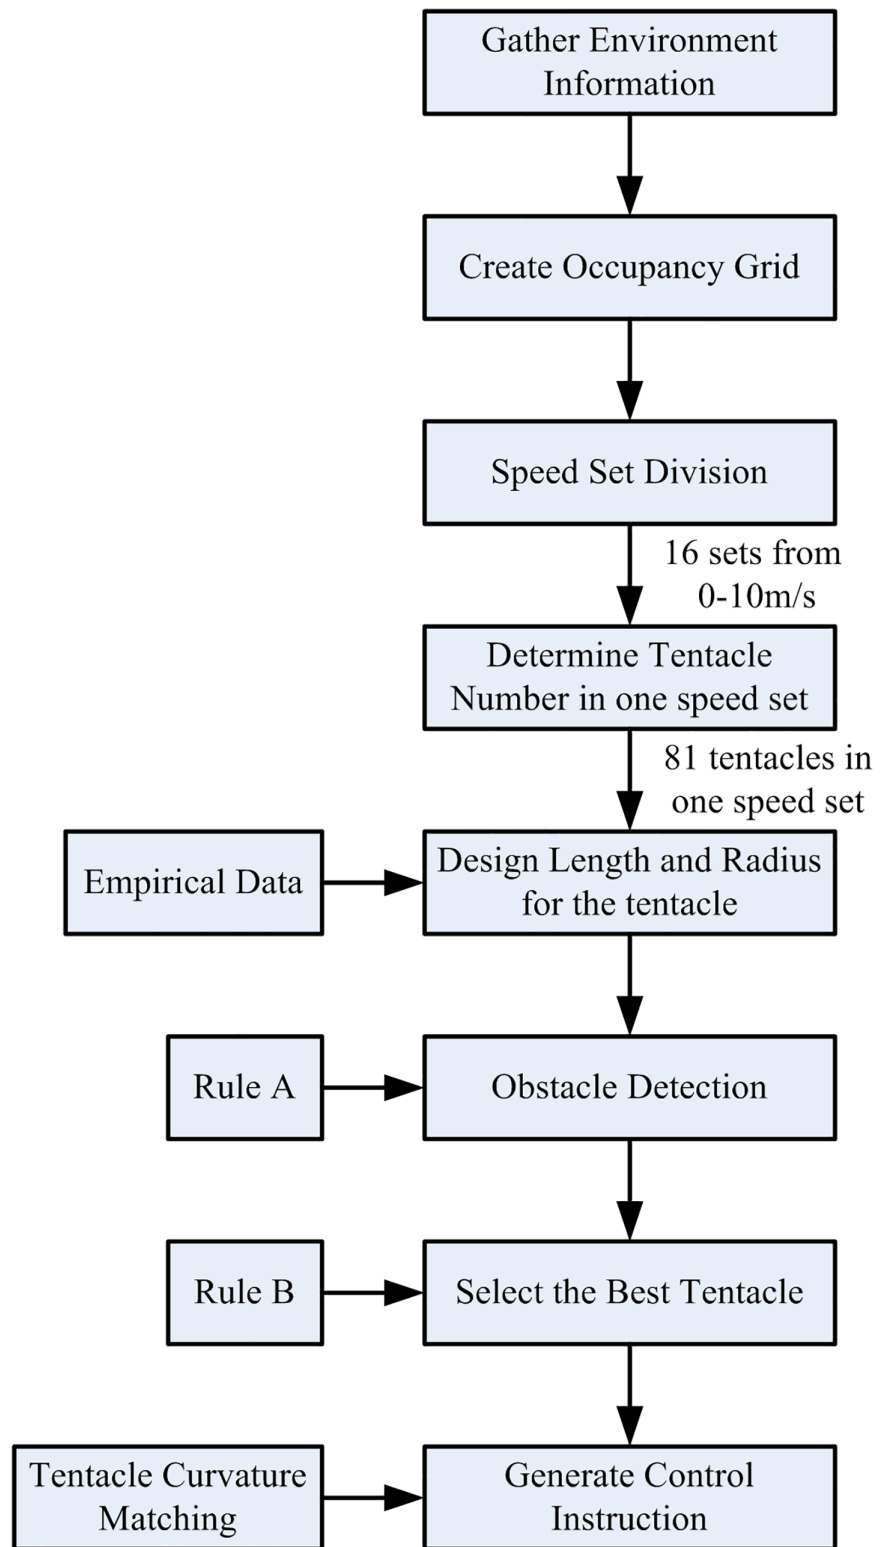 Gather Environment
Information
Create Occupancy Grid
Speed Set Division
16 sets from
0-10m/s
Determine Tentacle
Number in one speed set
81 tentacles in
one speed set
Empirical Data
Design Length and Radius
for the tentacle
Rule A
Obstacle Detection
Rule B
Select the Best Tentacle
Tentacle Curvature
Matching
Generate Control
Instruction